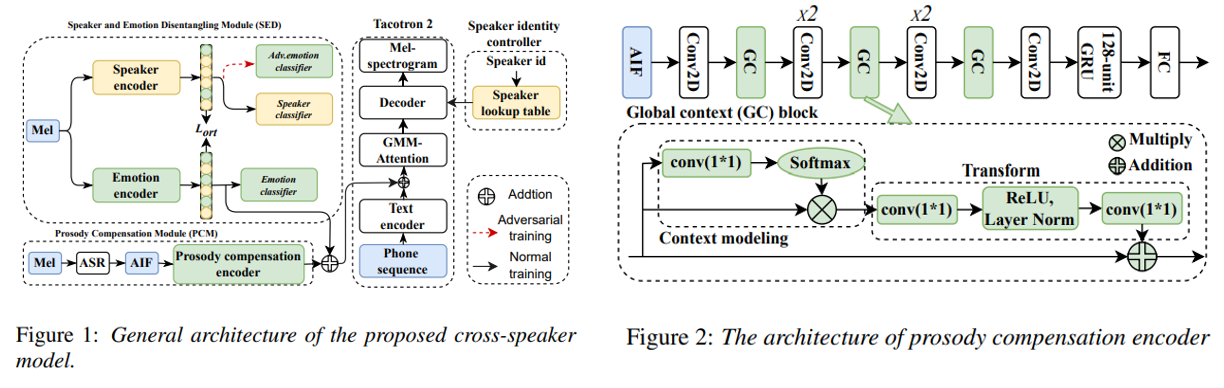 Speaker and Emotion Disentangling Module (SED)
Mel
Speaker
encoder
Emotion
encoder
Lort
Adv.emotion
classifier
Speaker
classifier
Emotion
classifier
Prosody Compensation Module (PCM)
Mel
ASR
AIF
Prosody compensation
encoder
Tacotron 2
Mel-
spectrogram
Decoder
GMM-
Attention
Text
encoder
Phone
sequence
Speaker identity
controller
Speaker id
Speaker
lookup table
Addtion
Adversarial
training
Normal
training
Figure 1: General architecture of the proposed cross-speaker
model.
AIF
Conv2D
GC
x2
Conv2D
GC
x2
Conv2D
GC
Conv2D
128-unit
GRU
FC
Global context (GC) block
conv(1*1)
Softmax
Context modeling
Multiply
Addition
Transform
conv(1*1)
ReLU,
Layer Norm
conv(1*1)
Figure 2: The architecture of prosody compensation encoder